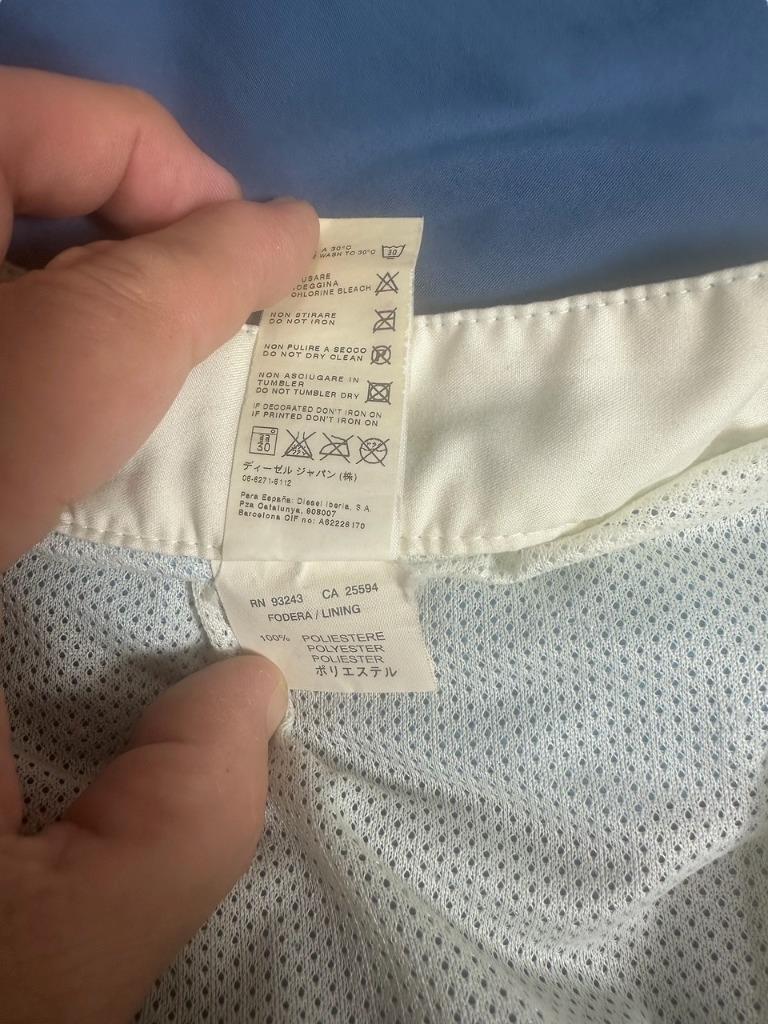 A 30°C
WASH TO 30°C
30
USARE
CHLORINE BLEACH
NON STIRARE
DO NOT IRON
NON PULIRE A SECCO
DO NOT DRY CLEAN
NON ASCIUGARE IN
TUMBLER
DO NOT TUMBLER DRY
IF DECORATED DON'T IRON ON
IF PRINTED DON'T IRON ON
ディーゼル ジャパン (株)
06-6271-6112
Para España: Diesel Iberia, S.A.
Pza Catalunya, 908007
Barcelona CIF no: A62226170
RN 93243 CA 25594
FODERA / LINING
100% POLIESTERE
POLYESTER
POLIESTER
ポリエステル